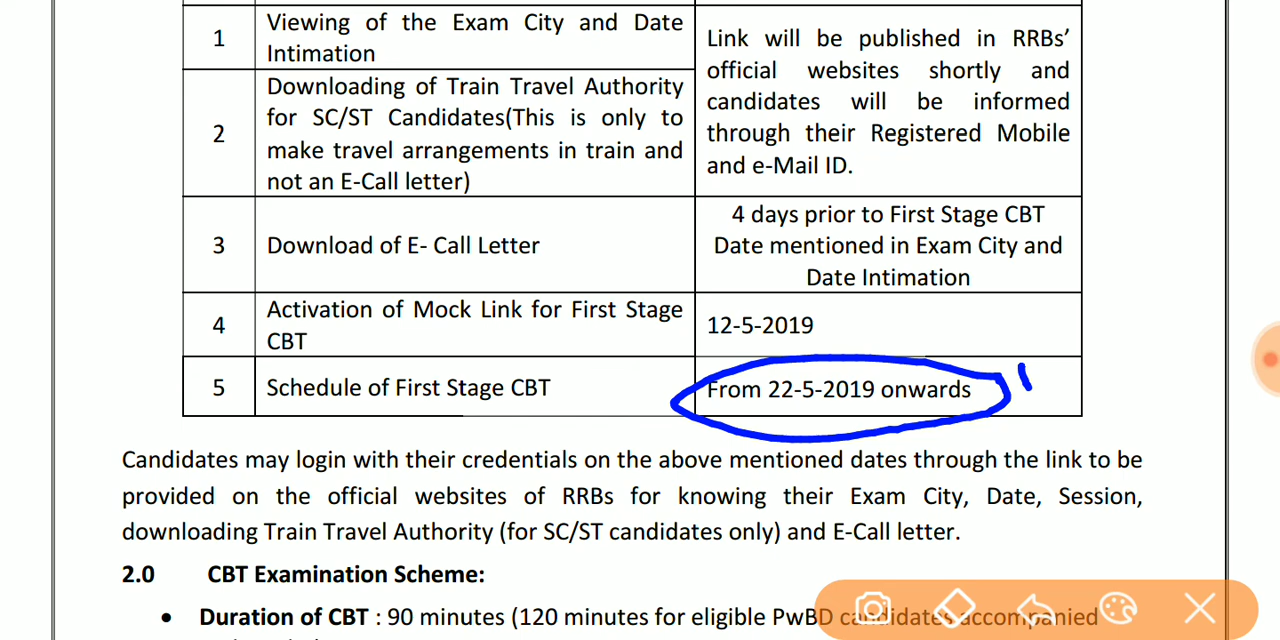 1
Viewing of the Exam City and Date
Intimation
Link will be published in RRBs’
official websites shortly and
candidates will be informed
through their Registered Mobile
and e-Mail ID.
2
Downloading of Train Travel Authority
for SC/ST Candidates(This is only to
make travel arrangements in train and
not an E-Call letter)
3
Download of E- Call Letter
4 days prior to First Stage CBT
Date mentioned in Exam City and
Date Intimation
4
Activation of Mock Link for First Stage
CBT
12-5-2019
5
Schedule of First Stage CBT
From 22-5-2019 onwards
Candidates may login with their credentials on the above mentioned dates through the link to be
provided on the official websites of RRBs for knowing their Exam City, Date, Session,
downloading Train Travel Authority (for SC/ST candidates only) and E-Call letter.
2.0 CBT Examination Scheme:
• Duration of CBT : 90 minutes (120 minutes for eligible PwBD candidates accompanied